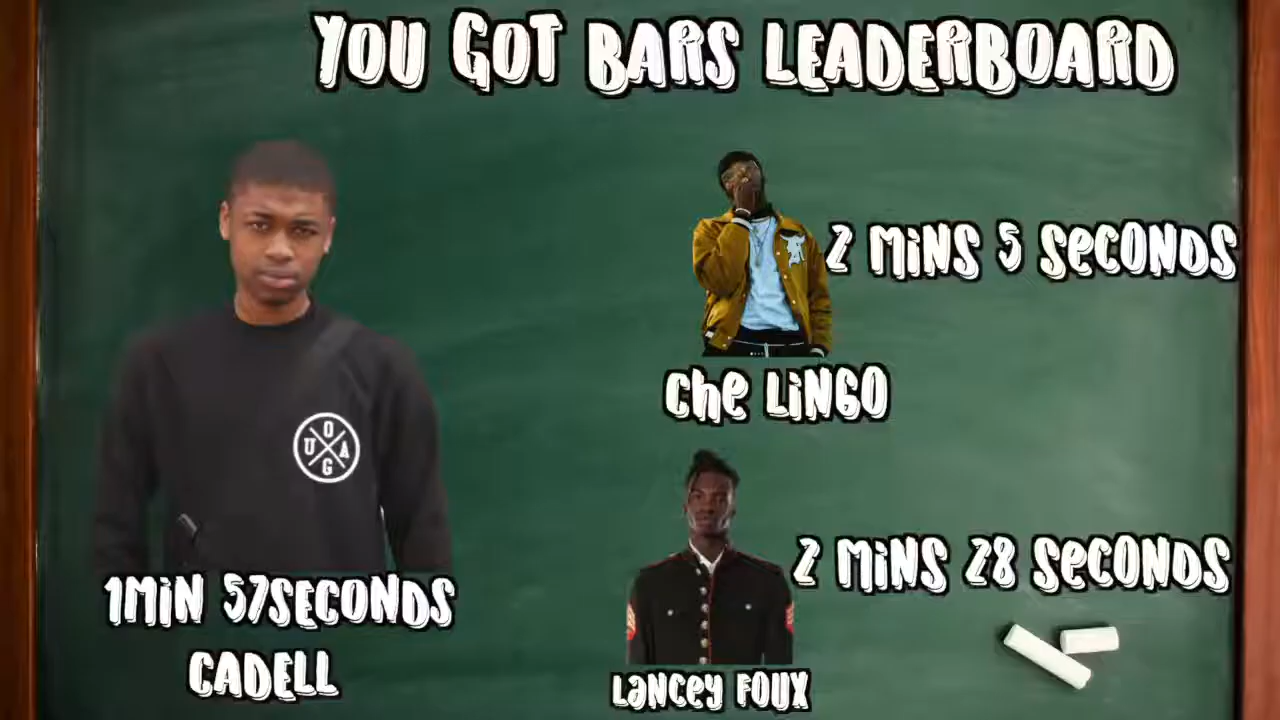 YOU GOT BARS LEADERBOARD
2 MiNS 5 SeCONDS
Che LiNGO
O
U A
G
2 MiNS 28 SeCONDS
1MiN 57SECONDS
CADELL
LaNCeY FOUX